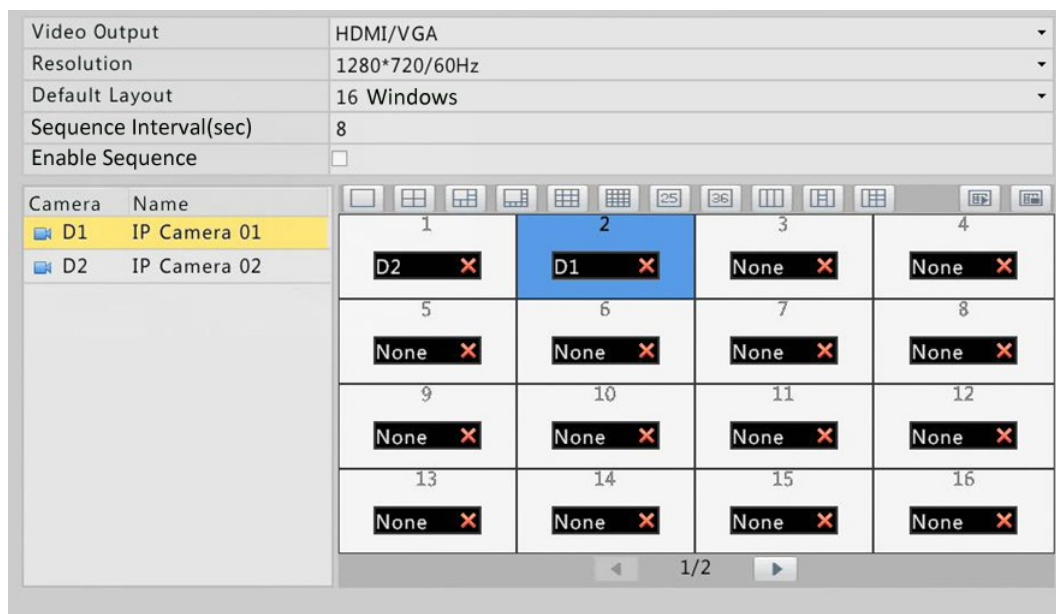 Video Output HDMI/VGA
Resolution 1280*720/60Hz
Default Layout 16 Windows
Sequence Interval(sec) 8
Enable Sequence
Camera Name 25 36
D1 IP Camera 01
D2 IP Camera 02
1 2 3 4
D2 D1 None None
5 6 7 8
None None None None
9 10 11 12
None None None None
13 14 15 16
None None None None
1/2